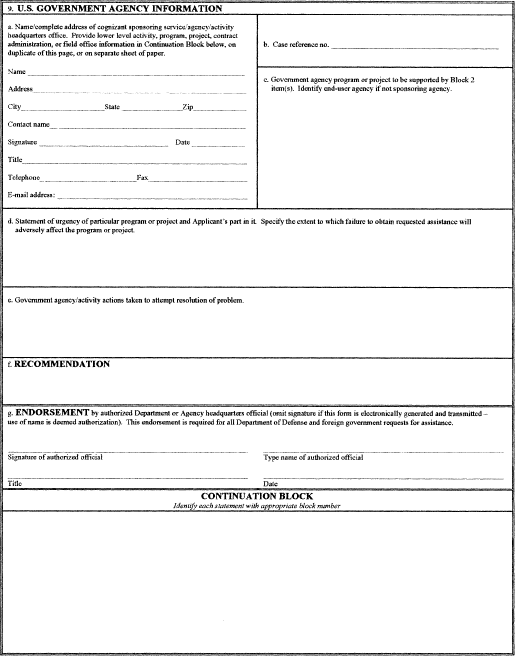 9. U.S. GOVERNMENT AGENCY INFORMATION
a. Name/complete address of cognizant sponsoring service/agency/activity
headquarters office. Provide lower level activity, program, project, contract
administration, or field office information in Continuation Block below, on
duplicate of this page, or on separate sheet of paper.
Name
Address
City State Zip
Contact name
Signature Date
Title
Telephone Fax
E-mail address:
b. Case reference no.
c. Government agency program or project to be supported by Block 2
item(s). Identify end-user agency if not sponsoring agency.
d. Statement of urgency of particular program or project and Applicant's part in it. Specify the extent to which failure to obtain requested assistance will
adversely affect the program or project.
e. Government agency/activity actions taken to attempt resolution of problem.
f. RECOMMENDATION
g. ENDORSEMENT by authorized Department or Agency headquarters official (omit signature if this form is electronically generated and transmitted –
use of name is deemed authorization). This endorsement is required for all Department of Defense and foreign government requests for assistance.
Signature of authorized official Type name of authorized official
Title Date
CONTINUATION BLOCK
Identify each statement with appropriate block number